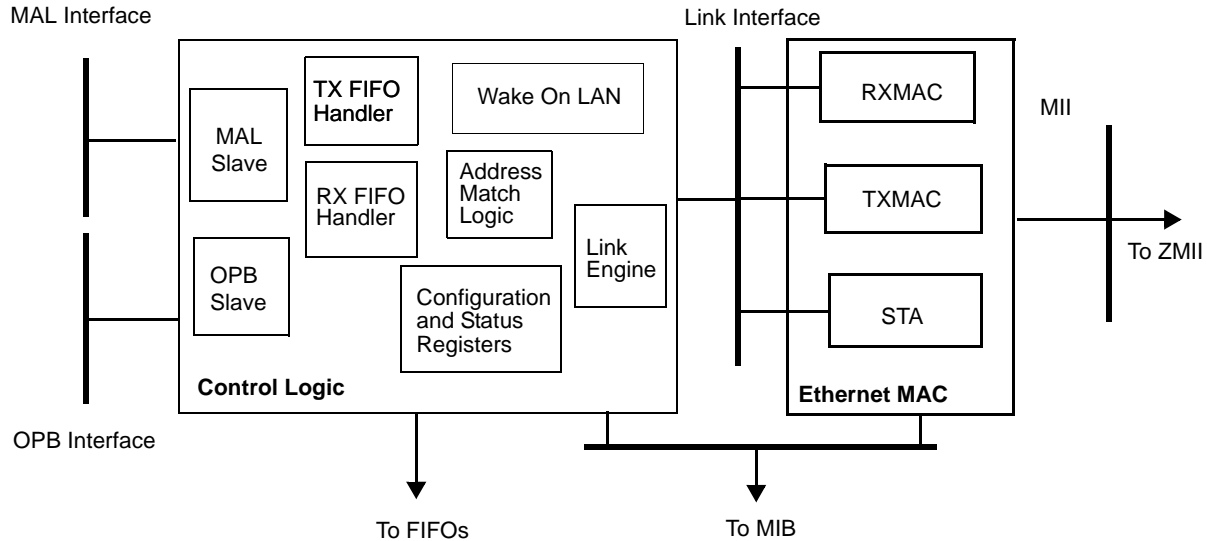 MAL Interface
Link Interface
TX FIFO
Handler
Wake On LAN
RXMAC
MII
MAL
Slave
RX FIFO
Handler
Address
Match
Logic
TXMAC
Link
Engine
To ZMII
OPB
Slave
Configuration
and Status
Registers
STA
Control Logic
Ethernet MAC
OPB Interface
To FIFOs
To MIB